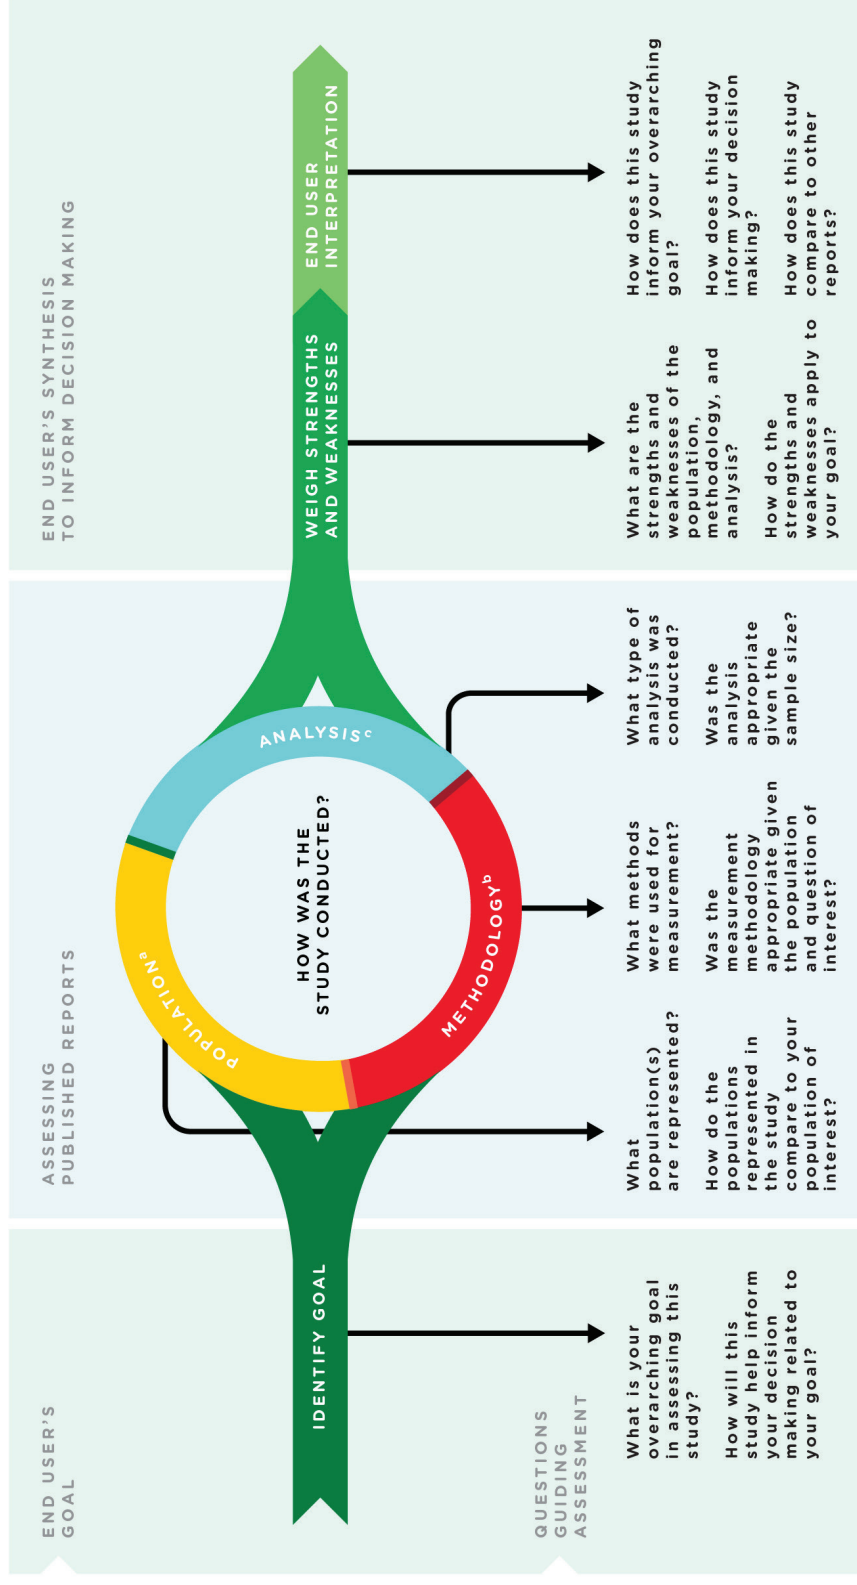 END USER'S
GOAL
ASSESSING
PUBLISHED REPORTS
END USER'S SYNTHESIS
TO INFORM DECISION MAKING
IDENTIFY GOAL
POPULATIONᵃ
HOW WAS THE
STUDY CONDUCTED?
ANALYSISᶜ
METHODOLOGYᵇ
WEIGH STRENGTHS
AND WEAKNESSES
END USER
INTERPRETATION
QUESTIONS
GUIDING
ASSESSMENT
What is your
overarching goal
in assessing this
study?
How will this
study help inform
your decision
making related to
your goal?
What
population(s)
are represented?
How do the
populations
represented in
the study
compare to your
population of
interest?
What methods
were used for
measurement?
Was the
measurement
methodology
appropriate given
the population
and question of
interest?
What type of
analysis was
conducted?
Was the
analysis
appropriate
given the
sample size?
What are the
strengths and
weaknesses of the
population,
methodology, and
analysis?
How do the
strengths and
weaknesses apply to
your goal?
How does this study
inform your overarching
goal?
How does this study
inform your decision
making?
How does this study
compare to other
reports?